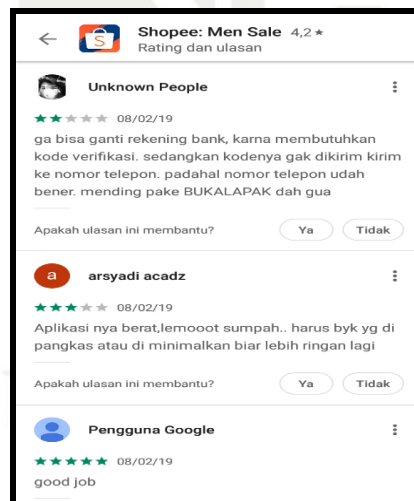 Shopee: Men Sale 4,2★
Rating dan ulasan
Unknown People
08/02/19
ga bisa ganti rekening bank, karna membutuhkan
kode verifikasi. sedangkan kodenya gak dikirim kirim
ke nomor telepon. padahal nomor telepon udah
bener. mending pake BUKALAPAK dah gua
Apakah ulasan ini membantu? Ya Tidak
a arsyadi acadz
08/02/19
Aplikasi nya berat,lemooot sumpah.. harus byk yg di
pangkas atau di minimalkan biar lebih ringan lagi
Apakah ulasan ini membantu? Ya Tidak
Pengguna Google
08/02/19
good job